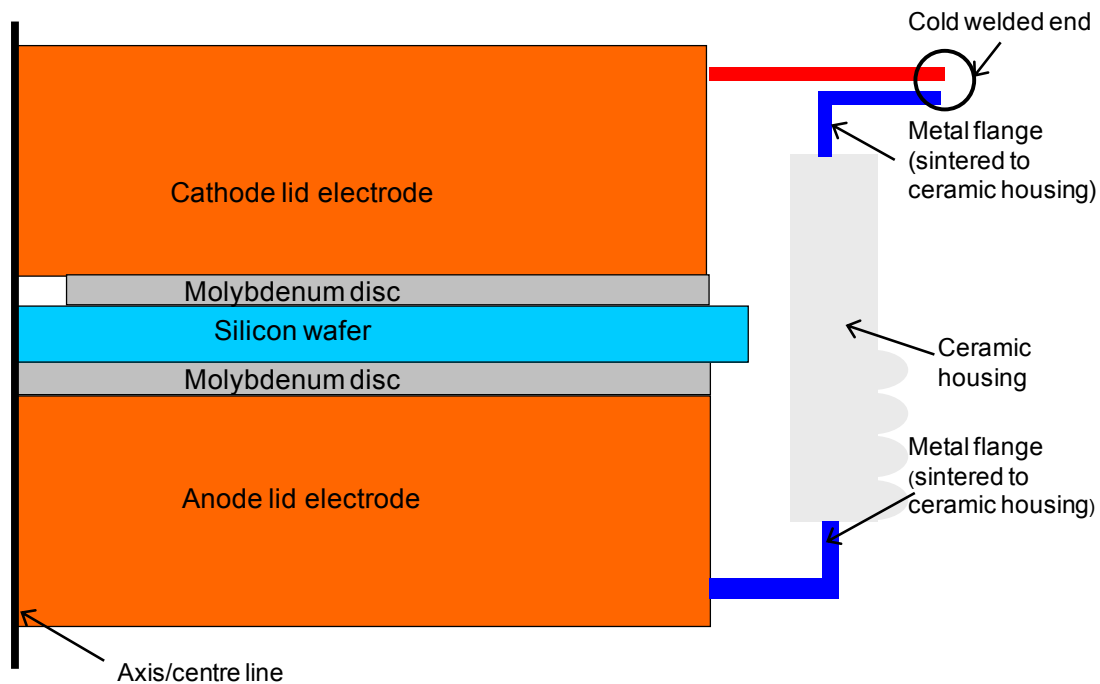 Cold welded end
Metal flange
(sintered to
ceramic housing)
Cathode lid electrode
Molybdenum disc
Silicon wafer
Ceramic
housing
Molybdenum disc
Metal flange
(sintered to
ceramic housing)
Anode lid electrode
Axis/centre line